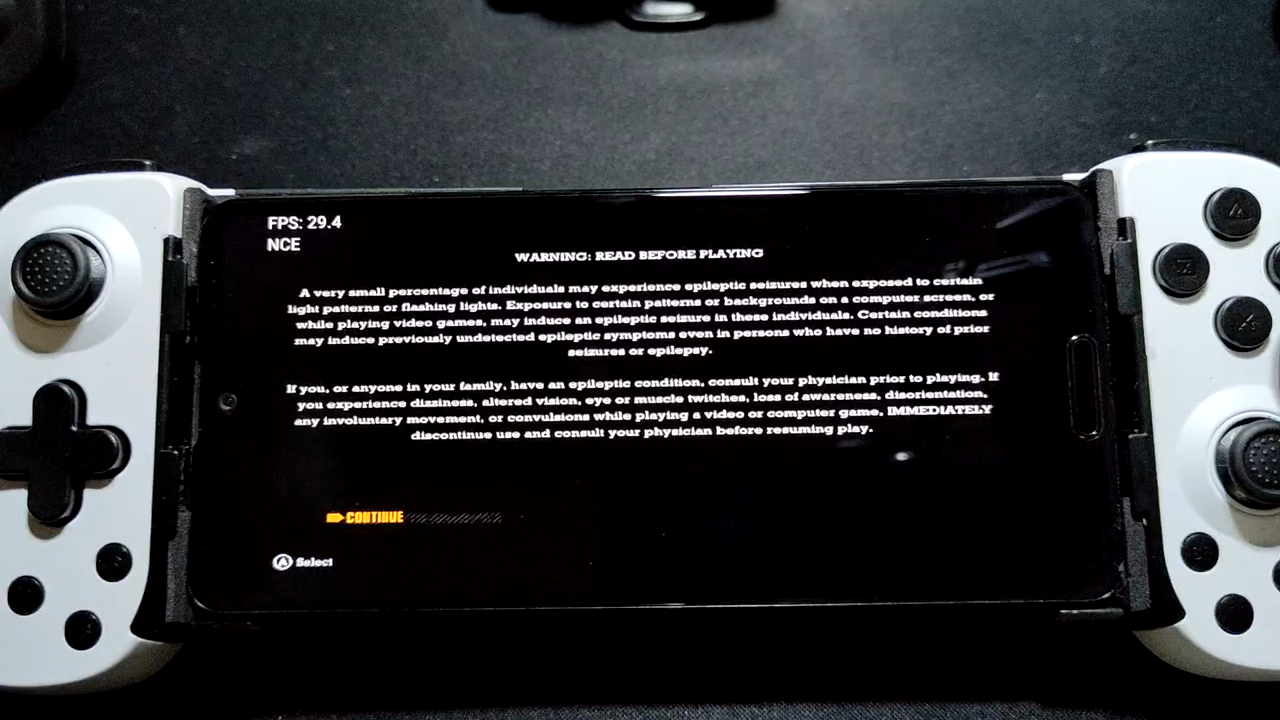 FPS: 29.4
NCE
WARNING: READ BEFORE PLAYING
A very small percentage of individuals may experience epileptic seizures when exposed to certain
light patterns or flashing lights. Exposure to certain patterns or backgrounds on a computer screen, or
while playing video games, may induce an epileptic seizure in these individuals. Certain conditions
may induce previously undetected epileptic symptoms even in persons who have no history of prior
seizures or epilepsy.
If you, or anyone in your family, have an epileptic condition, consult your physician prior to playing. If
you experience dizziness, altered vision, eye or muscle twitches, loss of awareness, disorientation,
any involuntary movement, or convulsions while playing a video or computer game, IMMEDIATELY
discontinue use and consult your physician before resuming play.
CONTINUE
A Select